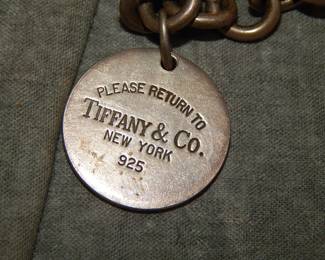 PLEASE RETURN TO
TIFFANY & CO.
NEW YORK
925